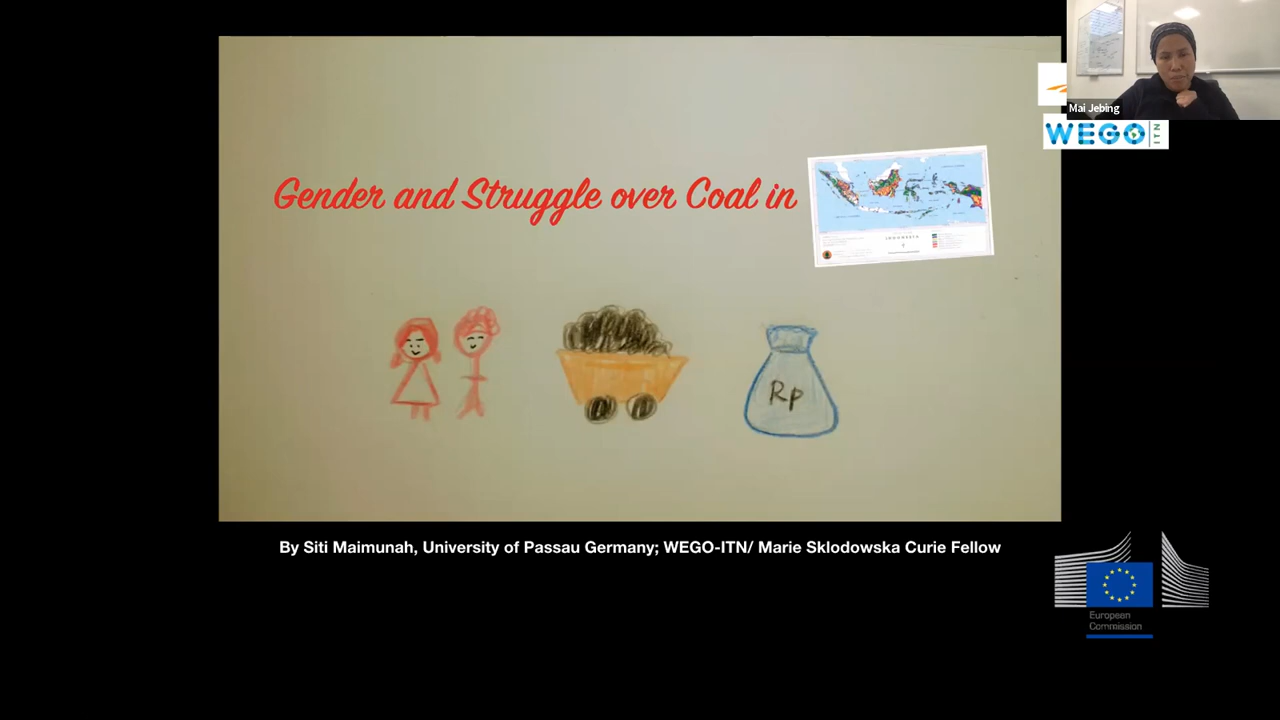 Mai Jebing
WEGO
ITN
Gender and Struggle over Coal in
INDONESIA
Rp
By Siti Maimunah, University of Passau Germany; WEGO-ITN/ Marie Sklodowska Curie Fellow
European
Commission